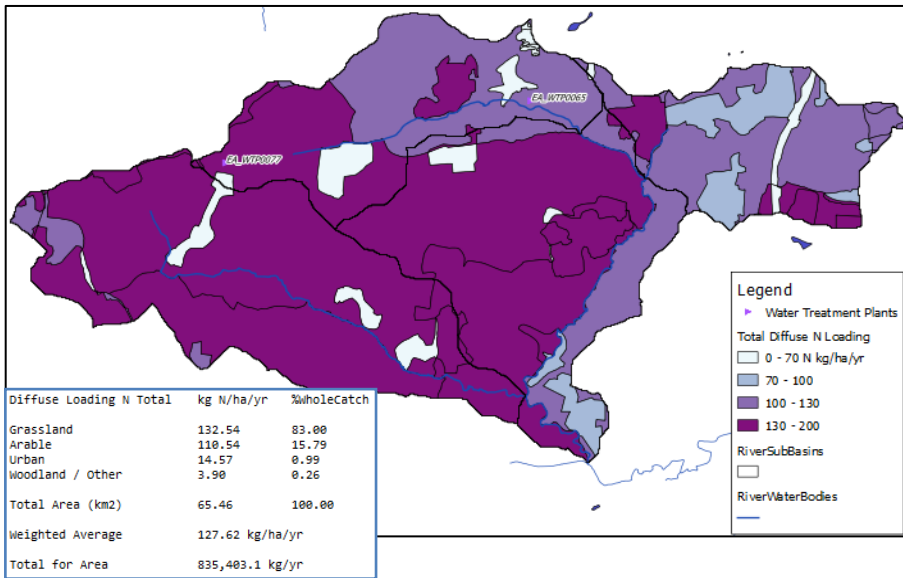 EA_WTP0065
EA_WTP0077
Legend
Water Treatment Plants
Total Diffuse N Loading
0 - 70 N kg/ha/yr
70 - 100
100 - 130
130 - 200
RiverSubBasins
RiverWaterBodies
Diffuse Loading N Total kg N/ha/yr %WholeCatch
Grassland 132.54 83.00
Arable 110.54 15.79
Urban 14.57 0.99
Woodland / Other 3.90 0.26
Total Area (km2) 65.46 100.00
Weighted Average 127.62 kg/ha/yr
Total for Area 835,403.1 kg/yr